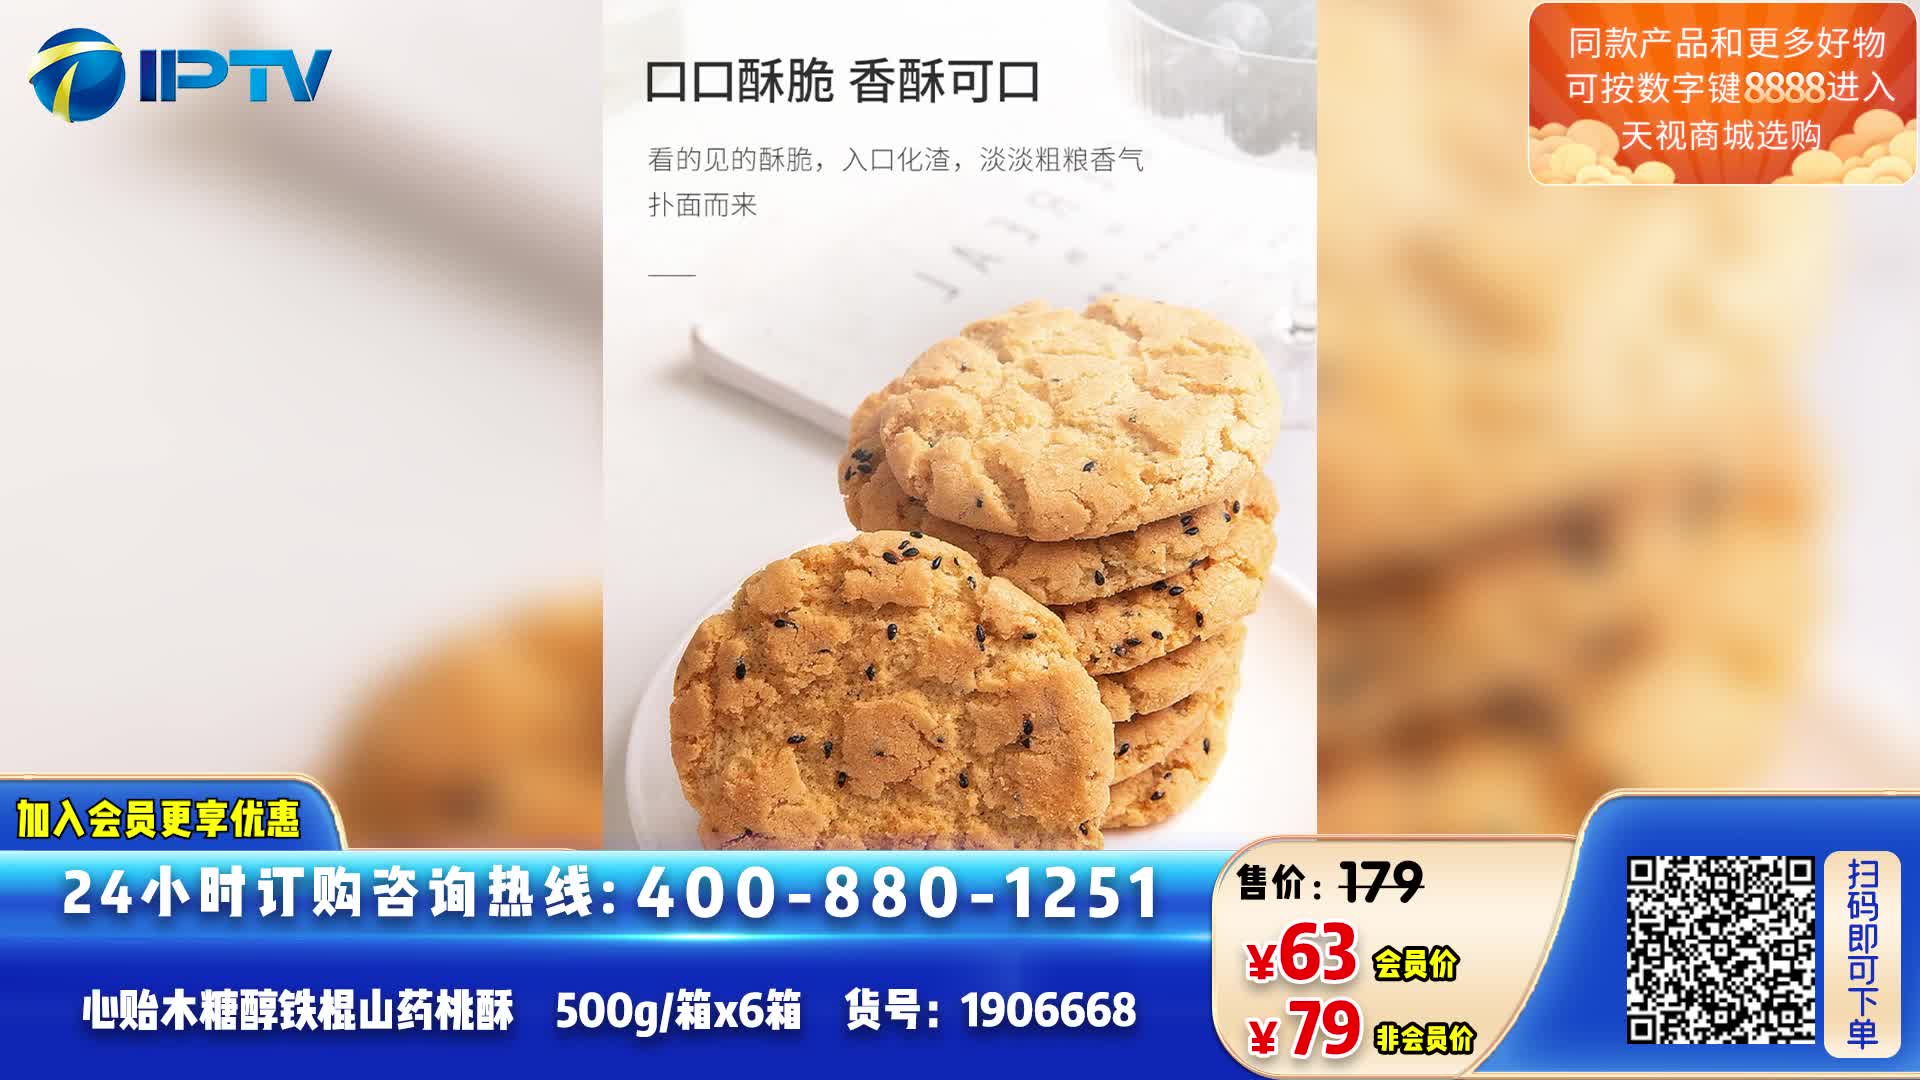 IPTV
口口酥脆 香酥可口
看的见的酥脆，入口化渣，淡淡粗粮香气
扑面而来
同款产品和更多好物
可按数字键8888进入
天视商城选购
加入会员更享优惠
24小时订购咨询热线：400-880-1251
心贻木糖醇铁棍山药桃酥 500g/箱x6箱 货号：1906668
售价：179
¥63 会员价
¥79 非会员价
扫码即可下单